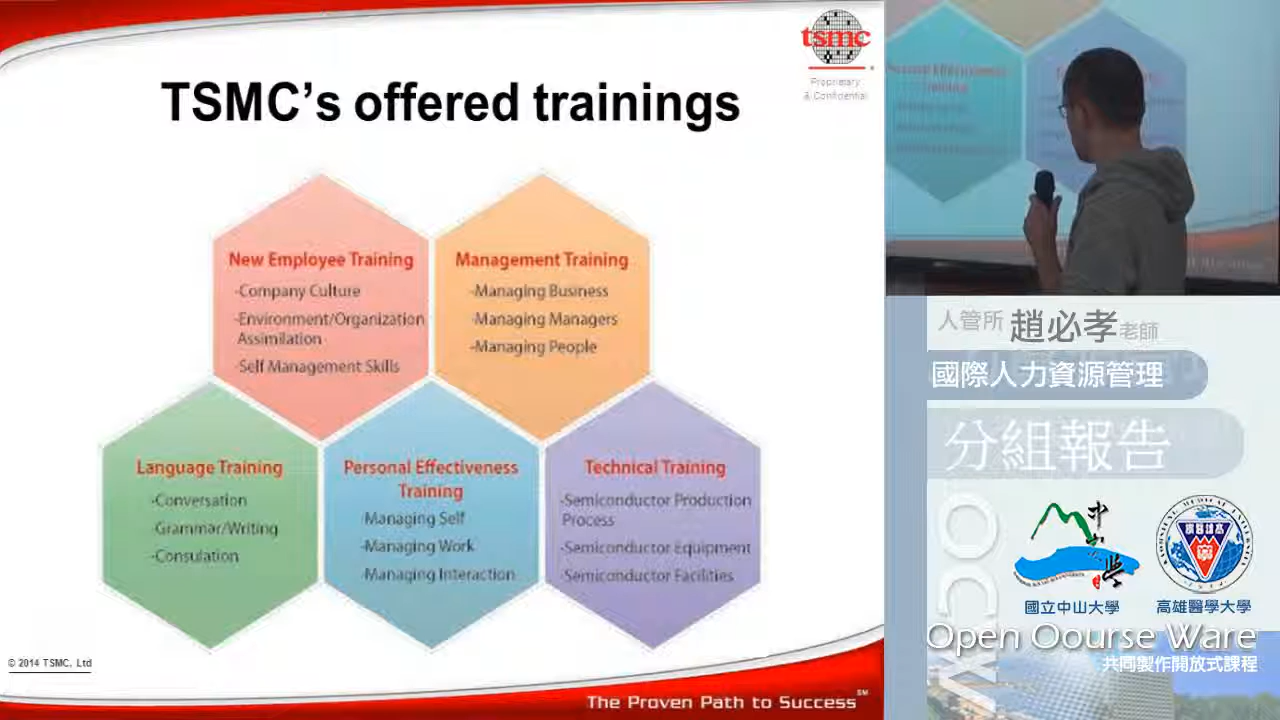 TSMC's offered trainings
tsmc
Proprietary
& Confidential
New Employee Training
-Company Culture
-Environment/Organization
Assimilation
-Self Management Skills
Management Training
-Managing Business
-Managing Managers
-Managing People
Language Training
-Conversation
-Grammar/Writing
-Consulation
Personal Effectiveness
Training
-Managing Self
-Managing Work
-Managing Interaction
Technical Training
-Semiconductor Production
Process
-Semiconductor Equipment
-Semiconductor Facilities
© 2014 TSMC, Ltd
The Proven Path to Success℠
人管所 趙必孝老師
國際人力資源管理
分組報告
OCW
國立中山大學
高雄醫學大學
Open Oourse Ware
共同製作開放式課程